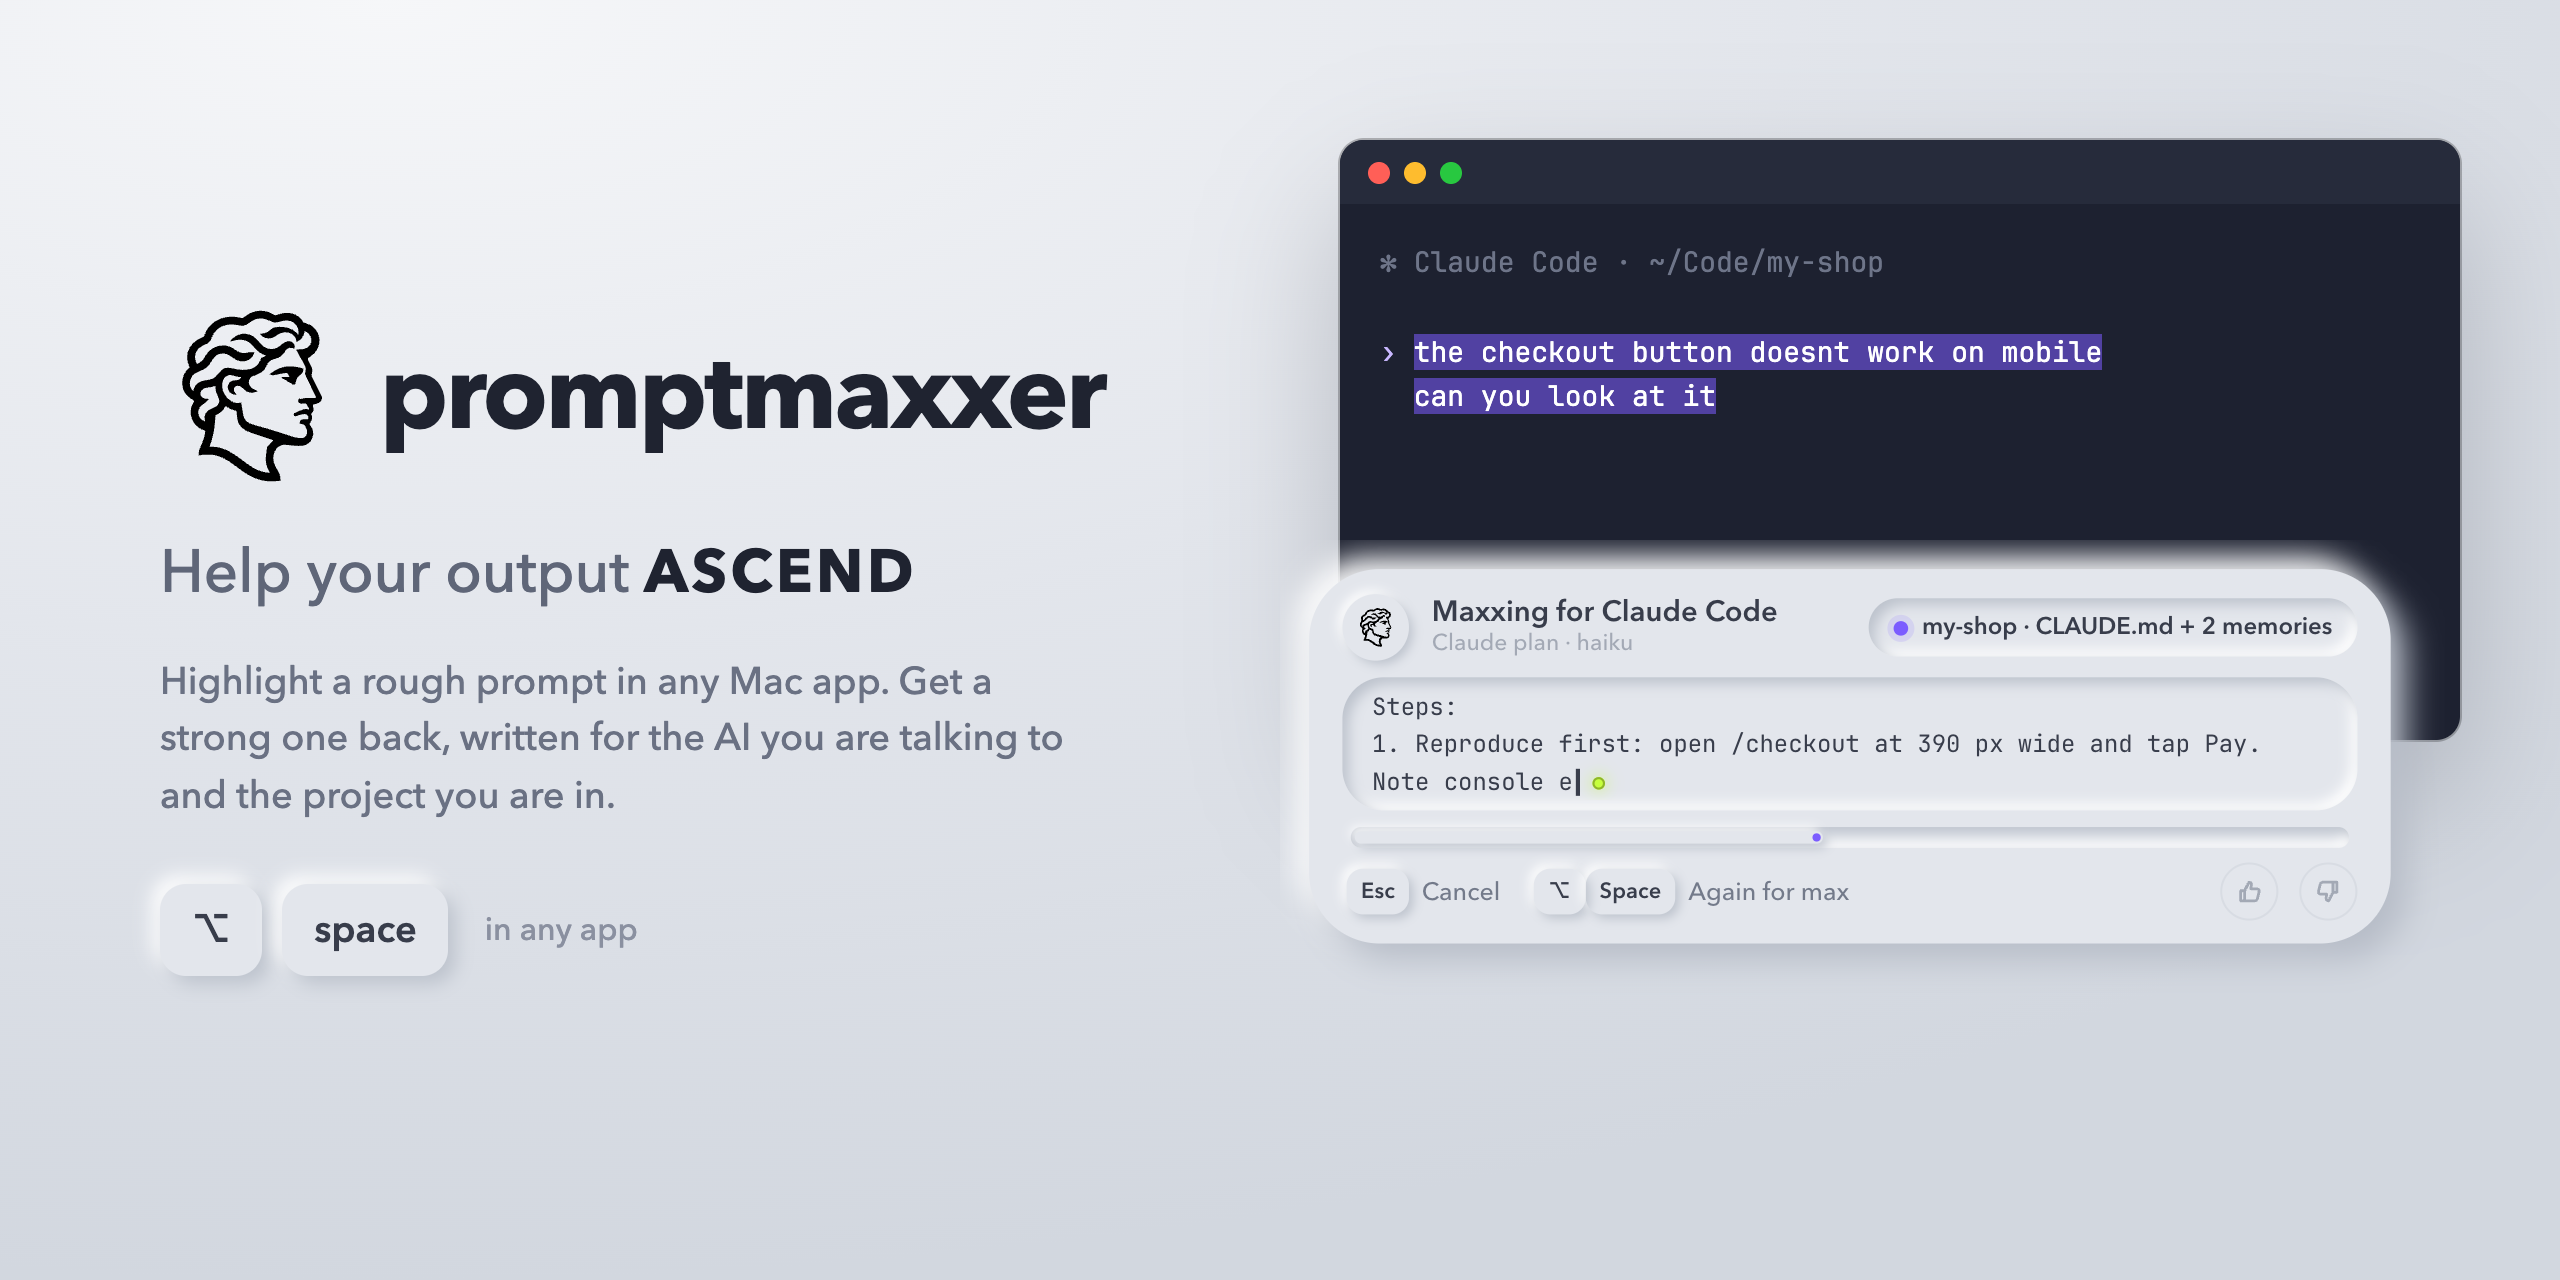 promptmaxxer
Help your output ASCEND
Highlight a rough prompt in any Mac app. Get a
strong one back, written for the AI you are talking to
and the project you are in.
⌥ space in any app
✻ Claude Code · ~/Code/my-shop
› the checkout button doesnt work on mobile
can you look at it
Maxxing for Claude Code
Claude plan · haiku
my-shop · CLAUDE.md + 2 memories
Steps:
1. Reproduce first: open /checkout at 390 px wide and tap Pay.
Note console e
Esc Cancel ⌥ Space Again for max